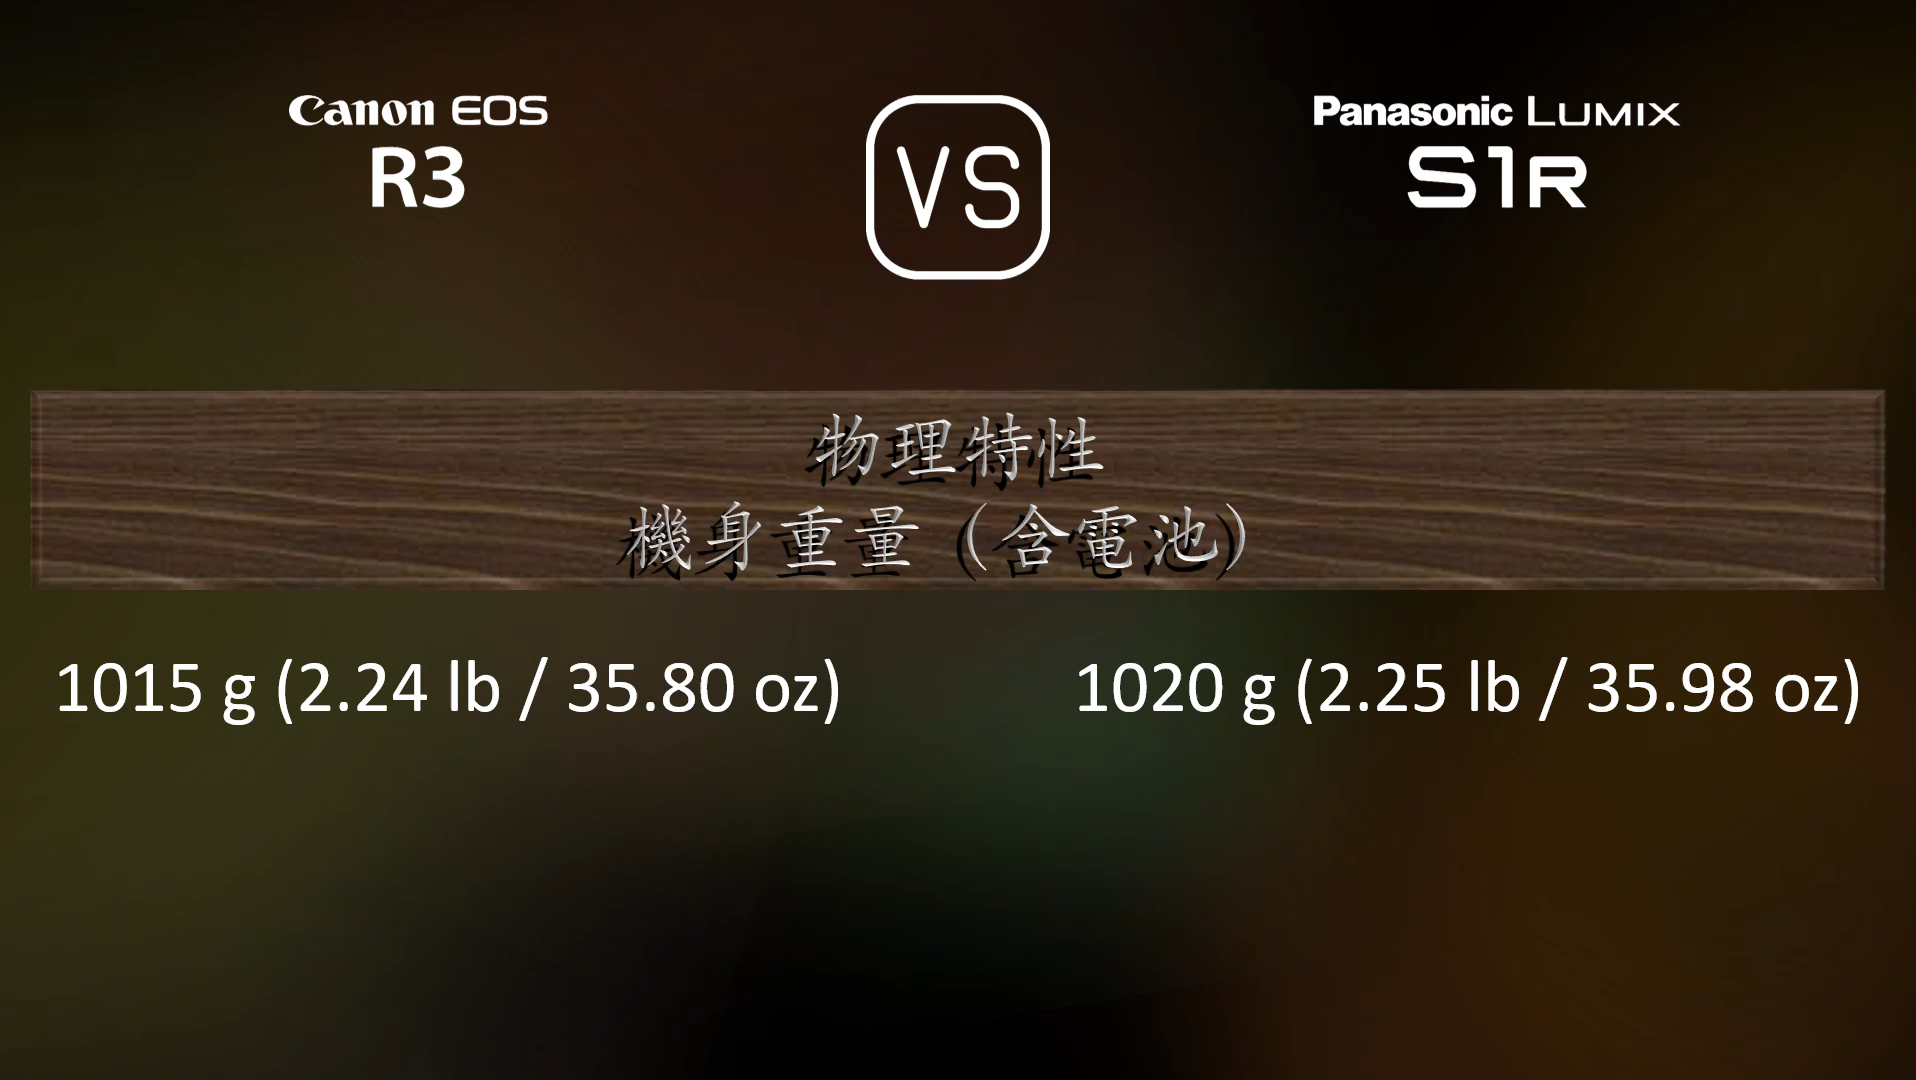 Canon EOS
R3
VS
Panasonic LUMIX
S1R
物理特性
機身重量（含電池）
1015 g (2.24 lb / 35.80 oz)
1020 g (2.25 lb / 35.98 oz)